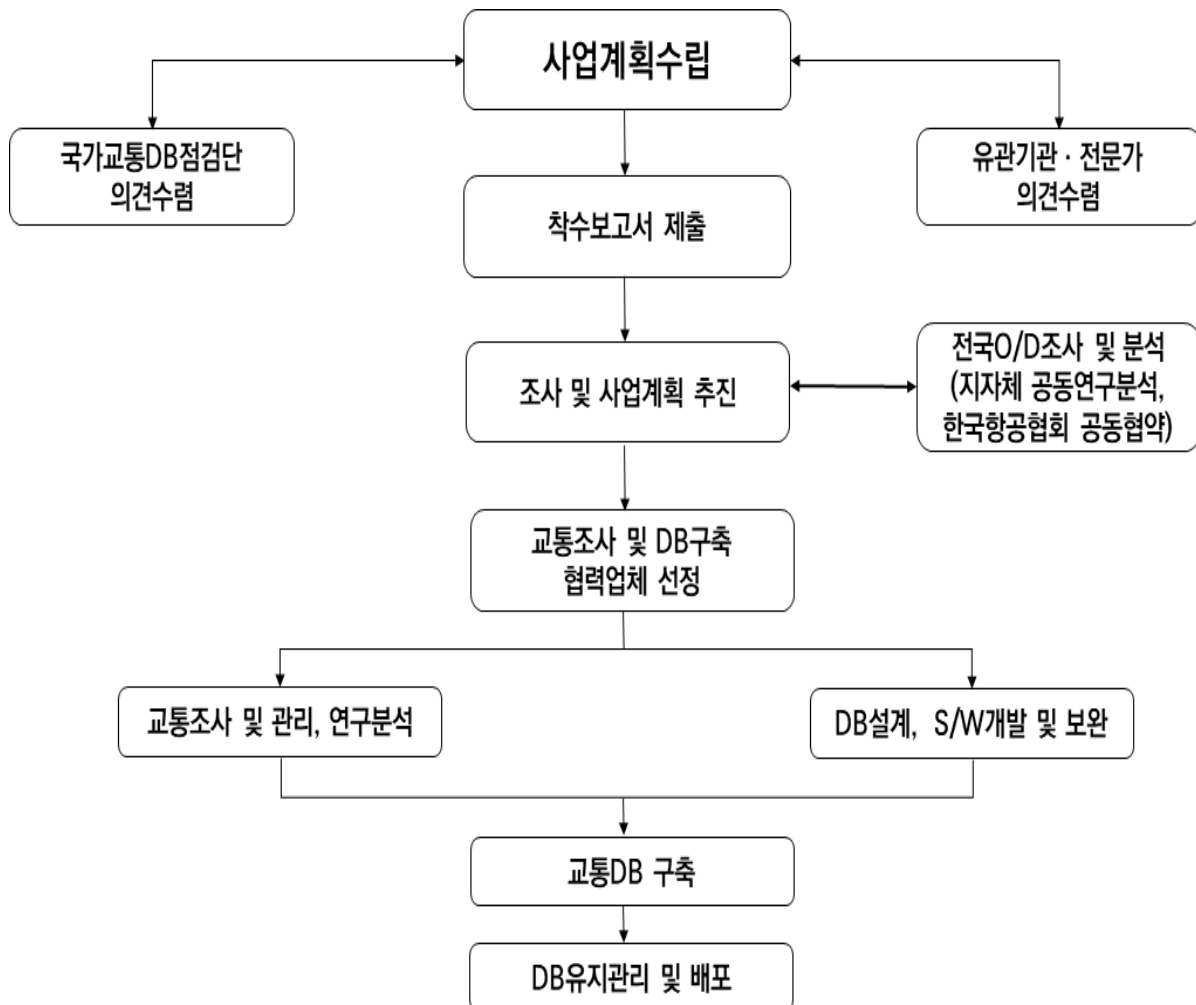 사업계획수립
국가교통DB점검단
의견수렴
유관기관 · 전문가
의견수렴
착수보고서 제출
조사 및 사업계획 추진
전국O/D조사 및 분석
(지자체 공동연구분석,
한국항공협회 공동협약)
교통조사 및 DB구축
협력업체 선정
교통조사 및 관리, 연구분석
DB설계, S/W개발 및 보완
교통DB 구축
DB유지관리 및 배포